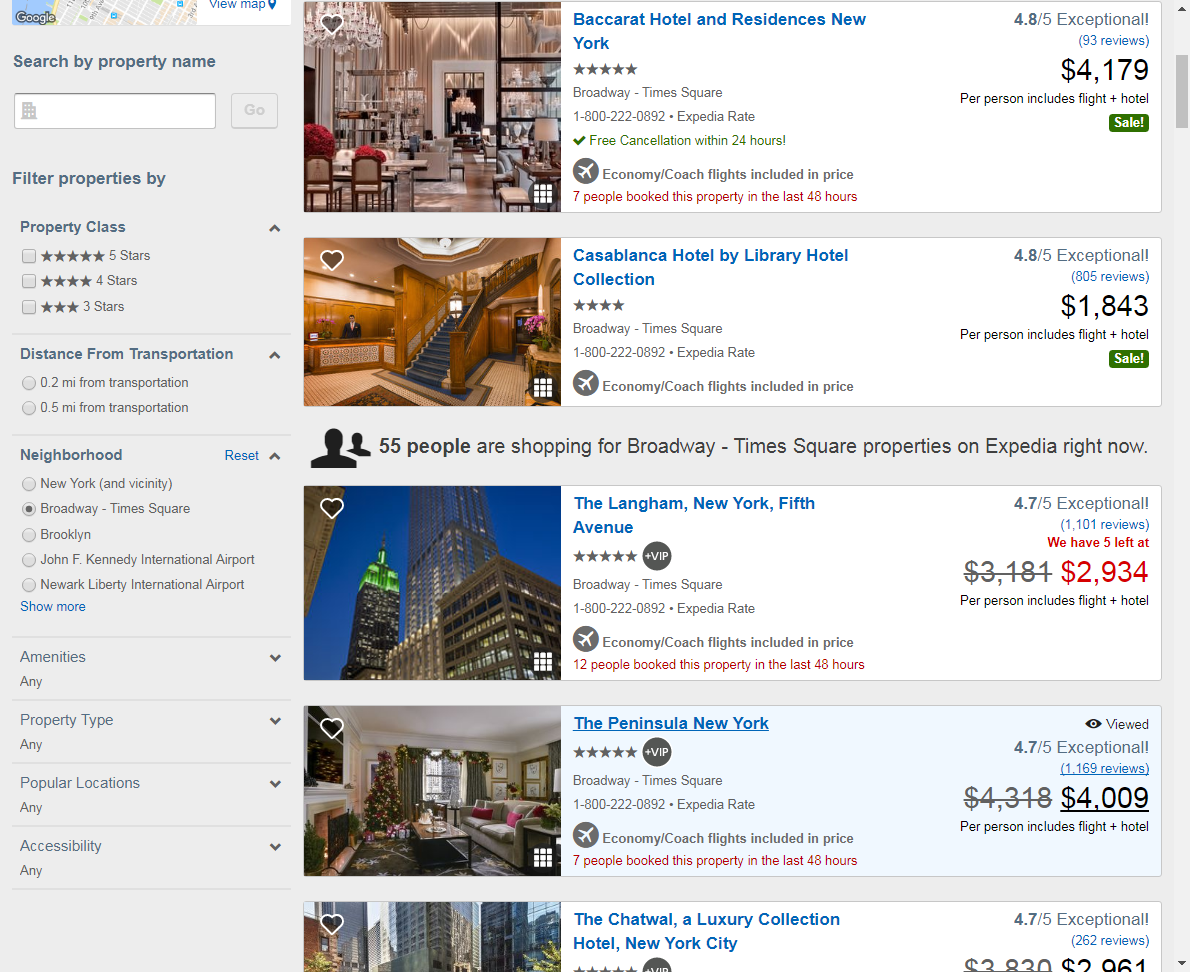 Google
View map
Search by property name
Go
Filter properties by
Property Class
5 Stars
4 Stars
3 Stars
Distance From Transportation
0.2 mi from transportation
0.5 mi from transportation
Neighborhood
Reset
New York (and vicinity)
Broadway - Times Square
Brooklyn
John F. Kennedy International Airport
Newark Liberty International Airport
Show more
Amenities
Any
Property Type
Any
Popular Locations
Any
Accessibility
Any
Baccarat Hotel and Residences New
York
Broadway - Times Square
1-800-222-0892 • Expedia Rate
Free Cancellation within 24 hours!
Economy/Coach flights included in price
7 people booked this property in the last 48 hours
4.8/5 Exceptional!
(93 reviews)
$4,179
Per person includes flight + hotel
Sale!
Casablanca Hotel by Library Hotel
Collection
Broadway - Times Square
1-800-222-0892 • Expedia Rate
Economy/Coach flights included in price
4.8/5 Exceptional!
(805 reviews)
$1,843
Per person includes flight + hotel
Sale!
55 people are shopping for Broadway - Times Square properties on Expedia right now.
The Langham, New York, Fifth
Avenue
+VIP
Broadway - Times Square
1-800-222-0892 • Expedia Rate
Economy/Coach flights included in price
12 people booked this property in the last 48 hours
4.7/5 Exceptional!
(1,101 reviews)
We have 5 left at
$3,181 $2,934
Per person includes flight + hotel
The Peninsula New York
+VIP
Broadway - Times Square
1-800-222-0892 • Expedia Rate
Economy/Coach flights included in price
7 people booked this property in the last 48 hours
Viewed
4.7/5 Exceptional!
(1,169 reviews)
$4,318 $4,009
Per person includes flight + hotel
The Chatwal, a Luxury Collection
Hotel, New York City
+VIP
4.7/5 Exceptional!
(262 reviews)
$3,830 $2,961